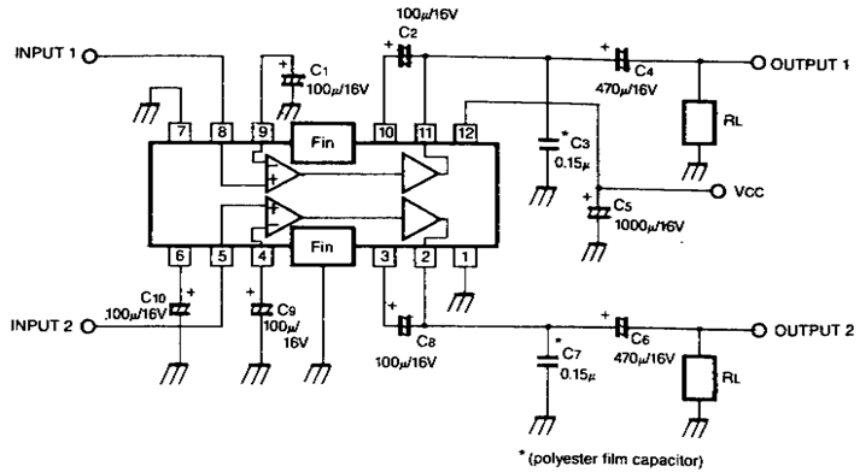 100μ/16V
C2
INPUT 1
+
C1
100μ/16V
+
+
C4
470μ/16V
OUTPUT 1
RL
7
8
9
Fin
10
11
12
* C3
0.15μ
VCC
+
C5
1000μ/16V
−
+
+
−
6
5
4
Fin
3
2
1
C10
+
100μ/16V
+
C9
100μ/
16V
INPUT 2
+
C8
100μ/16V
*
C7
0.15μ
+
C6
470μ/16V
OUTPUT 2
RL
* (polyester film capacitor)